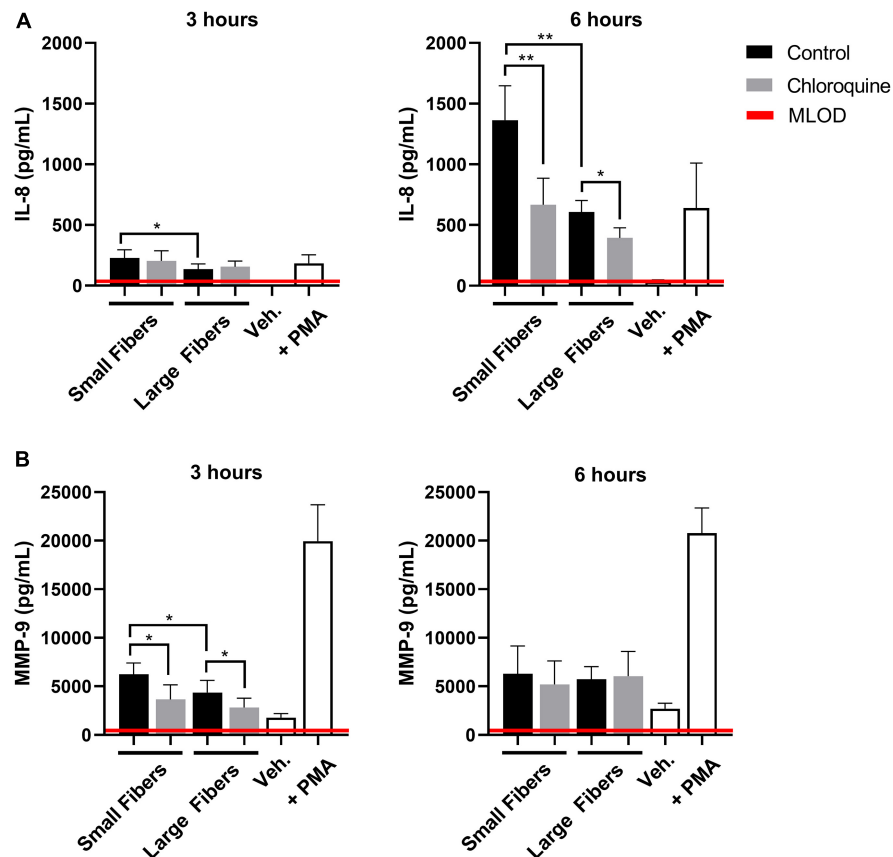 A
3 hours
IL-8 (pg/mL)
2000
1500
1000
500
0
*
Small Fibers
Large Fibers
Veh.
+ PMA
6 hours
IL-8 (pg/mL)
2000
1500
1000
500
0
**
**
*
Small Fibers
Large Fibers
Veh.
+ PMA
Control
Chloroquine
MLOD
B
3 hours
MMP-9 (pg/mL)
25000
20000
15000
10000
5000
0
*
*
*
Small Fibers
Large Fibers
Veh.
+ PMA
6 hours
MMP-9 (pg/mL)
25000
20000
15000
10000
5000
0
Small Fibers
Large Fibers
Veh.
+ PMA